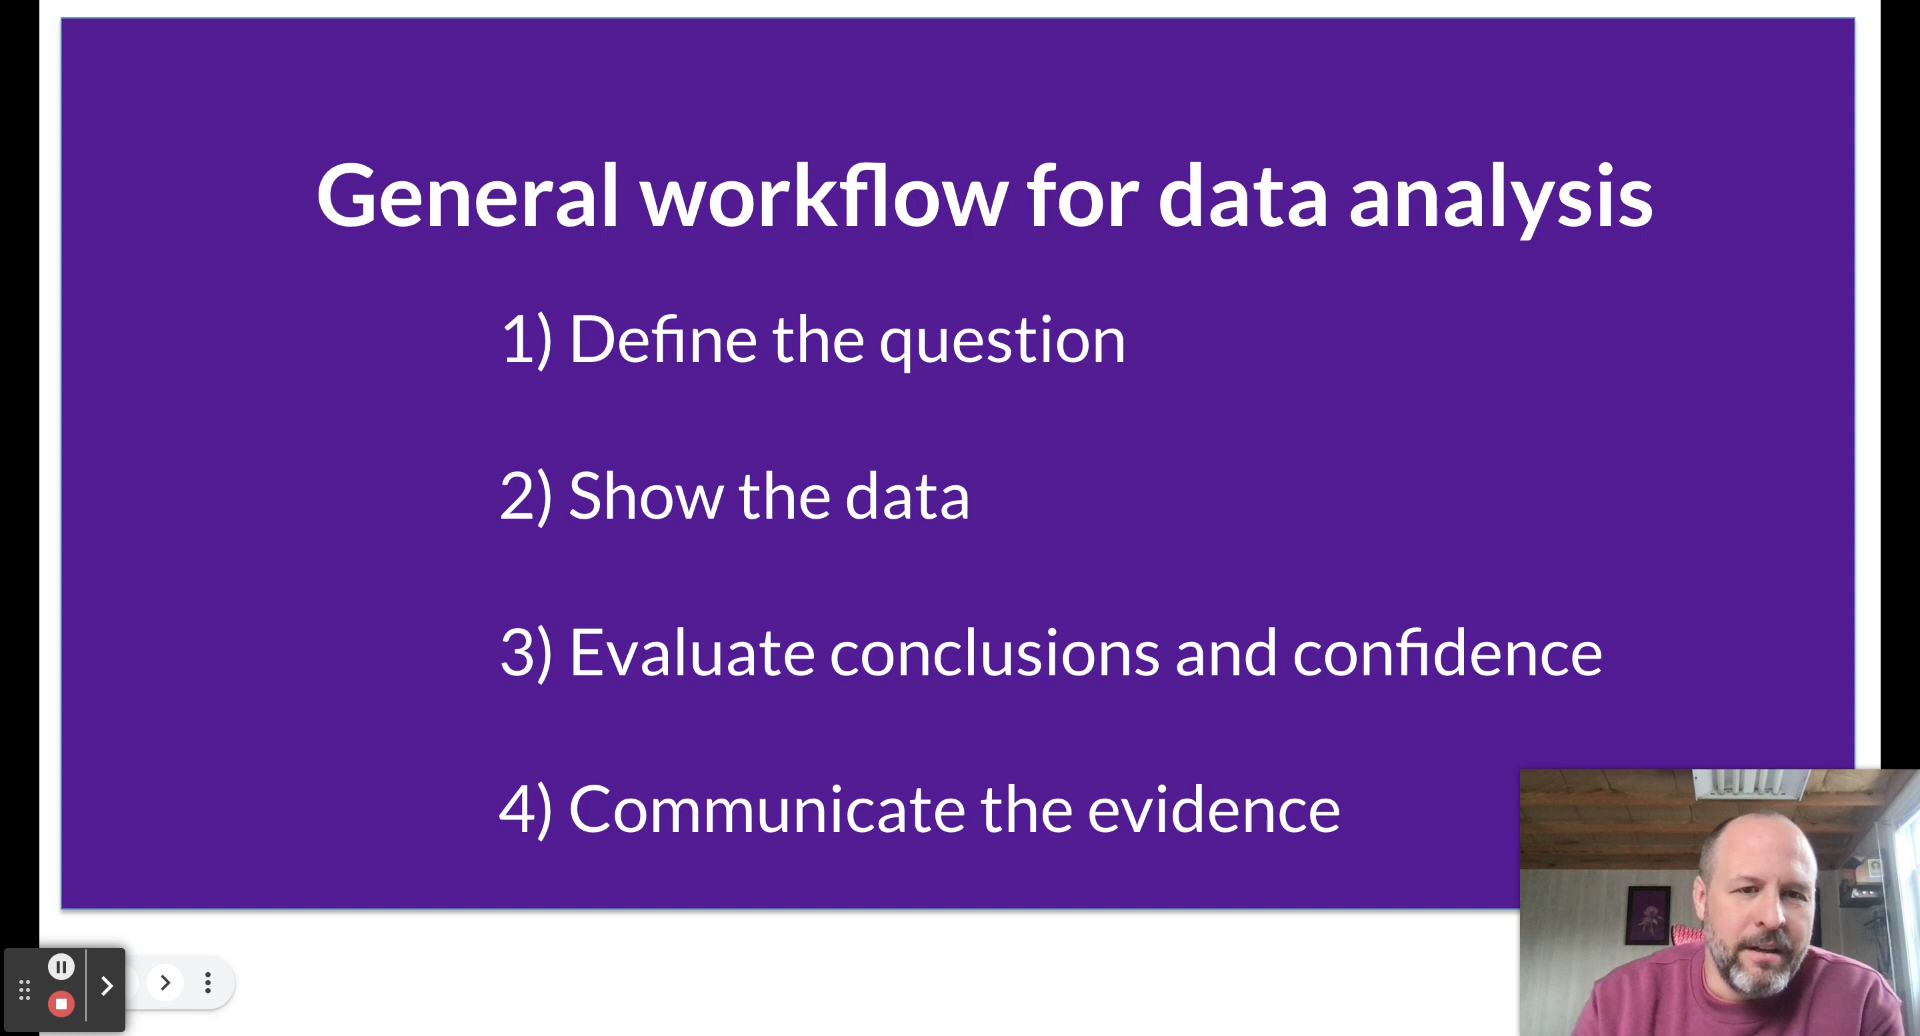 General workflow for data analysis
1) Define the question
2) Show the data
3) Evaluate conclusions and confidence
4) Communicate the evidence